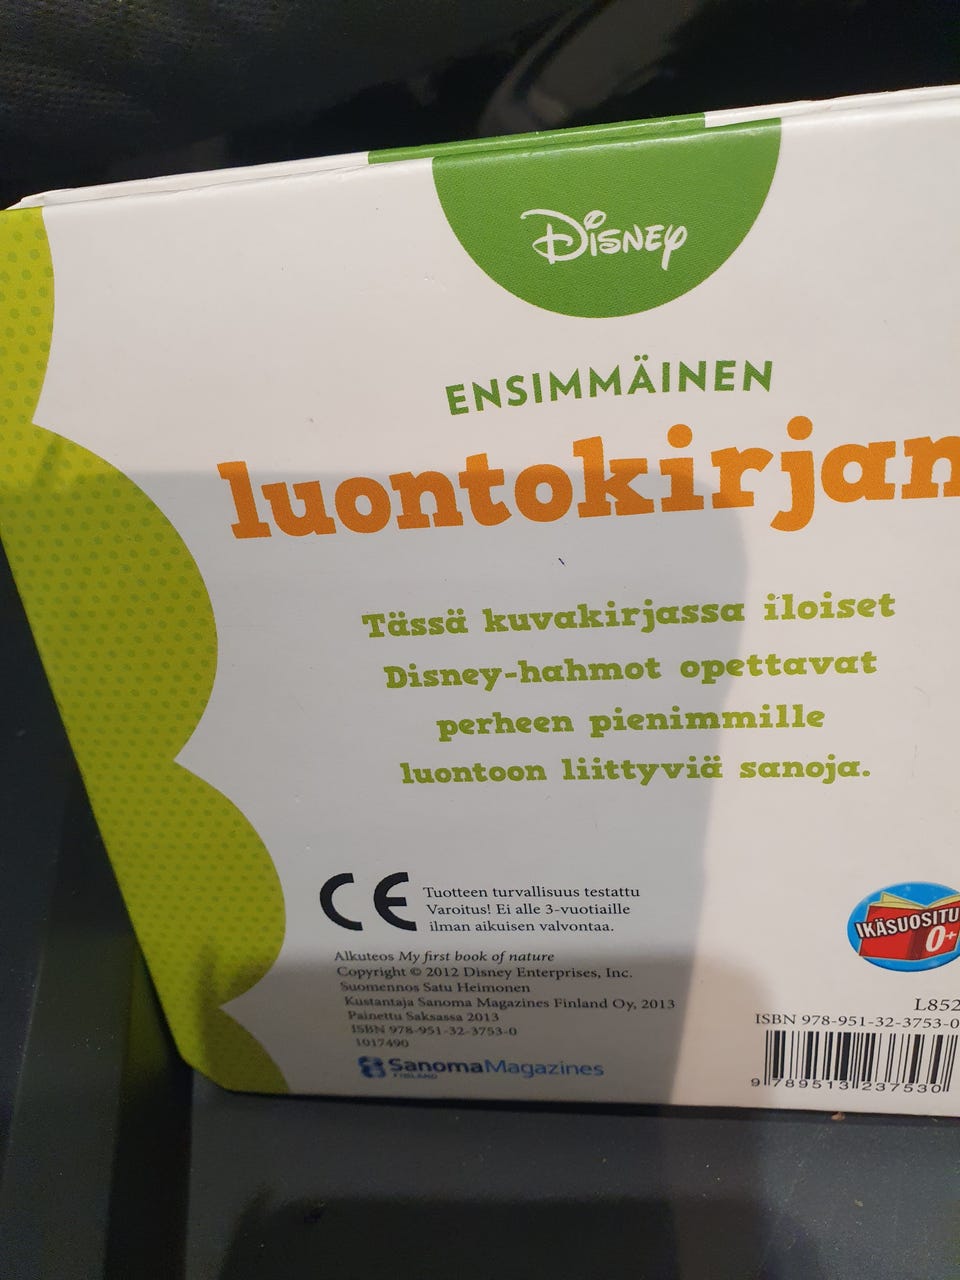 Disney
ENSIMMÄINEN
luontokirjan
Tässä kuvakirjassa iloiset
Disney-hahmot opettavat
perheen pienimmille
luontoon liittyviä sanoja.
CE
Tuotteen turvallisuus testattu
Varoitus! Ei alle 3-vuotiaille
ilman aikuisen valvontaa.
Alkuteos My first book of nature
Copyright © 2012 Disney Enterprises, Inc.
Suomennos Satu Heimonen
Kustantaja Sanoma Magazines Finland Oy, 2013
Painettu Saksassa 2013
ISBN 978-951-32-3753-0
1017490
SanomaMagazines
FINLAND
IKÄSUOSITU
0+
L852
ISBN 978-951-32-3753-0
9 789513 237530